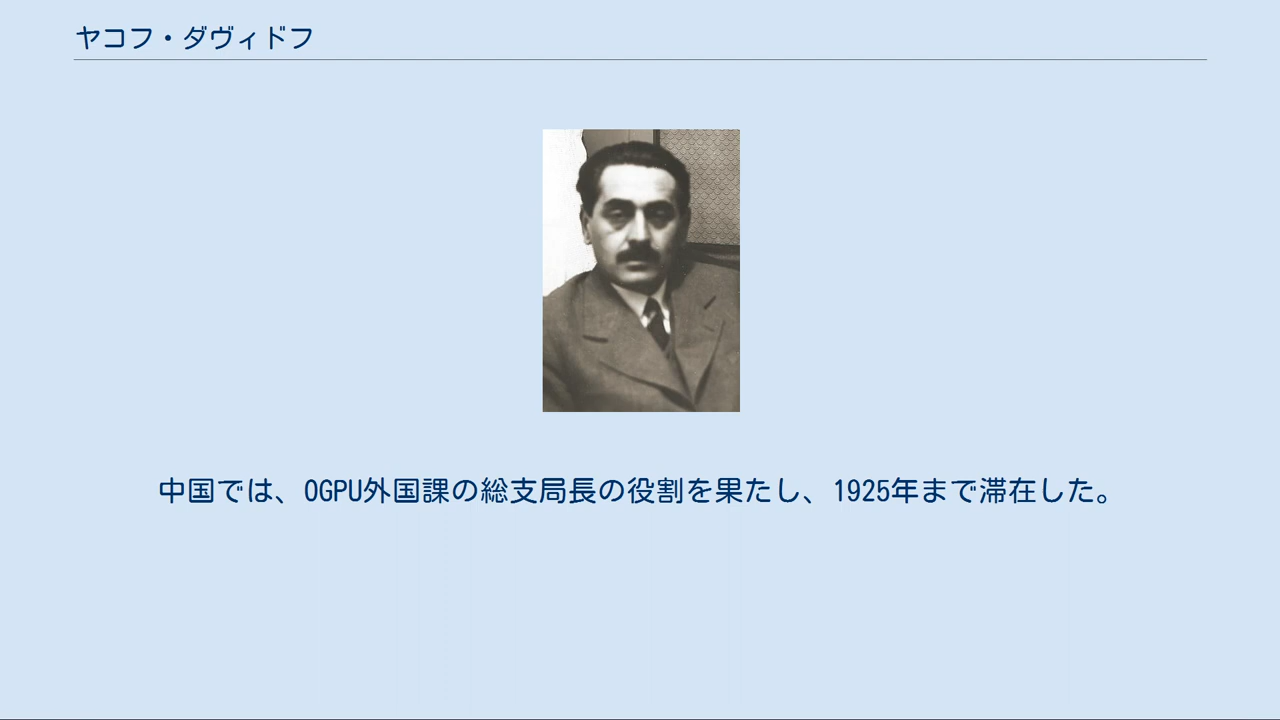 ヤコフ・ダヴィドフ
中国では、OGPU外国課の総支局長の役割を果たし、1925年まで滞在した。